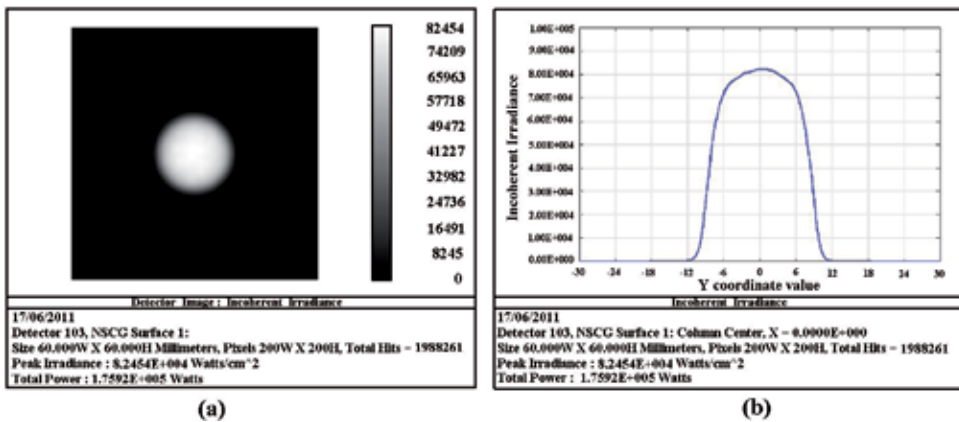 82454
74209
65963
57718
49472
41227
32982
24736
16491
8245
0
Detector Image : Incoherent Irradiance
17/06/2011
Detector 103, NSCG Surface 1:
Size 60.000W X 60.000H Millimeters, Pixels 200W X 200H, Total Hits = 1988261
Peak Irradiance : 8.2454E+004 Watts/cm^2
Total Power : 1.7592E+005 Watts
(a)
Incoherent Irradiance
1.00E+005
9.00E+004
8.00E+004
7.00E+004
6.00E+004
5.00E+004
4.00E+004
3.00E+004
2.00E+004
1.00E+004
0.00E+000
-30 -24 -18 -12 -6 0 6 12 18 24 30
Y coordinate value
Incoherent Irradiance
17/06/2011
Detector 103, NSCG Surface 1: Column Center, X = 0.0000E+000
Size 60.000W X 60.000H Millimeters, Pixels 200W X 200H, Total Hits = 1988261
Peak Irradiance : 8.2454E+004 Watts/cm^2
Total Power : 1.7592E+005 Watts
(b)